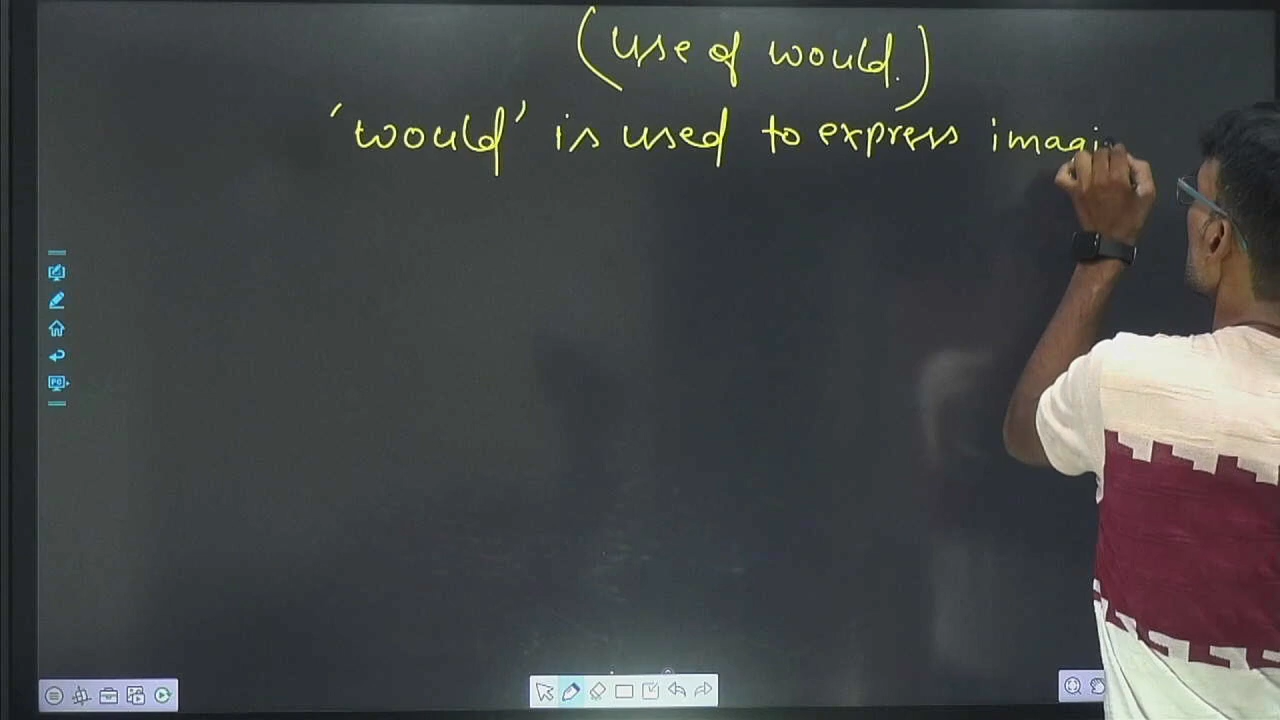 (use of would.)
'would' is used to express imagi